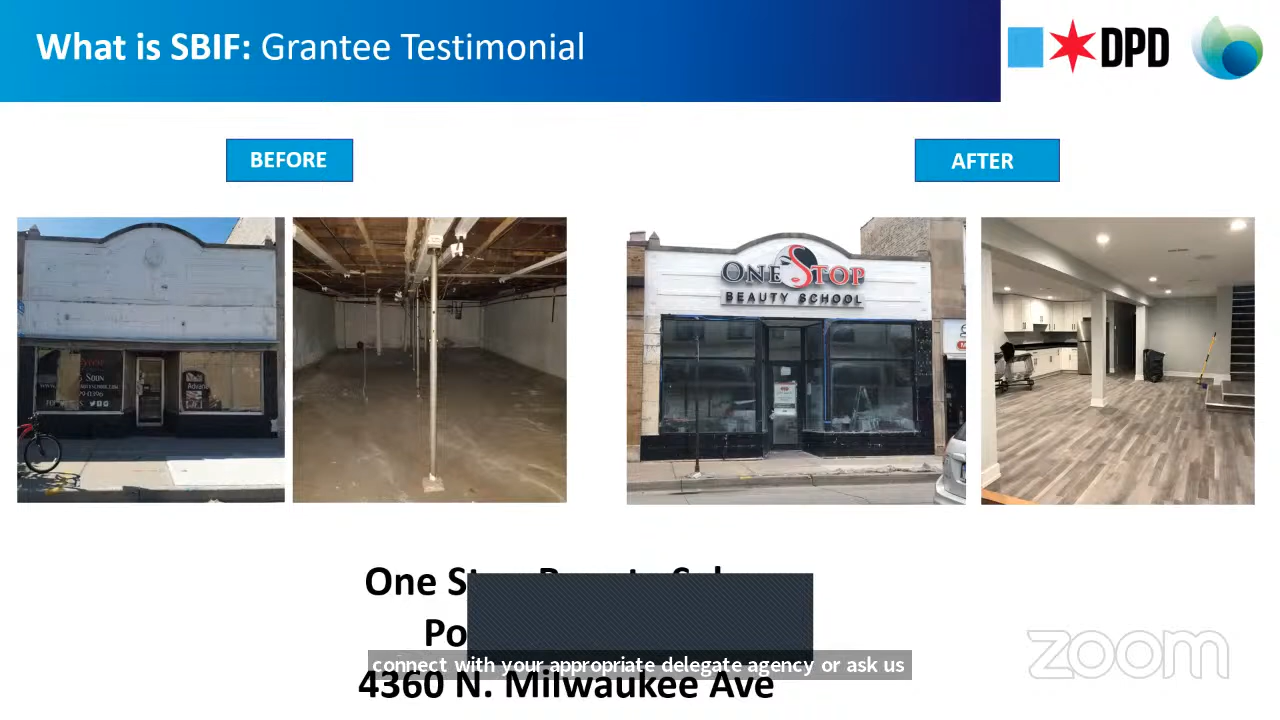 What is SBIF: Grantee Testimonial
DPD
BEFORE
AFTER
ONE STOP
BEAUTY SCHOOL
One
Po
connect with your appropriate delegate agency or ask us
4360 N. Milwaukee Ave
zoom